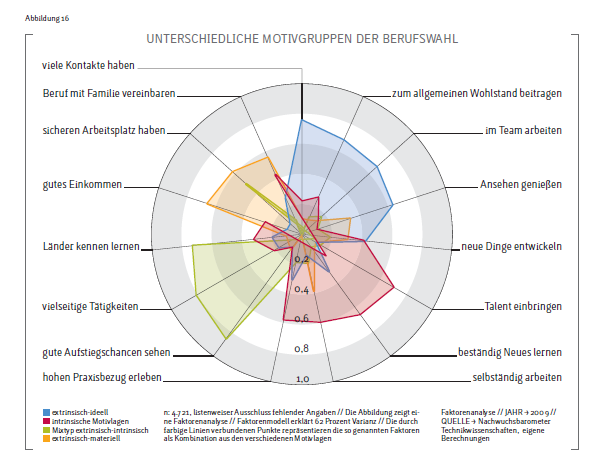 Abbildung 16
UNTERSCHIEDLICHE MOTIVGRUPPEN DER BERUFSWAHL
viele Kontakte haben
Beruf mit Familie vereinbaren
zum allgemeinen Wohlstand beitragen
sicheren Arbeitsplatz haben
im Team arbeiten
gutes Einkommen
Ansehen genießen
Länder kennen lernen
neue Dinge entwickeln
0,2
0,4
vielseitige Tätigkeiten
Talent einbringen
0,6
gute Aufstiegschancen sehen
0,8
beständig Neues lernen
hohen Praxisbezug erleben
1,0
selbständig arbeiten
extrinsisch-ideell
intrinsische Motivlagen
Mixtyp extrinsisch-intrinsisch
extrinsisch-materiell
n: 4.721, listenweiser Ausschluss fehlender Angaben // Die Abbildung zeigt ei-
ne Faktorenanalyse // Faktorenmodell erklärt 62 Prozent Varianz // Die durch
farbige Linien verbundenen Punkte repräsentieren die so genannten Faktoren
als Kombination aus den verschiedenen Motivlagen
Faktorenanalyse // JAHR → 2009 //
QUELLE → Nachwuchsbarometer
Technikwissenschaften, eigene
Berechnungen